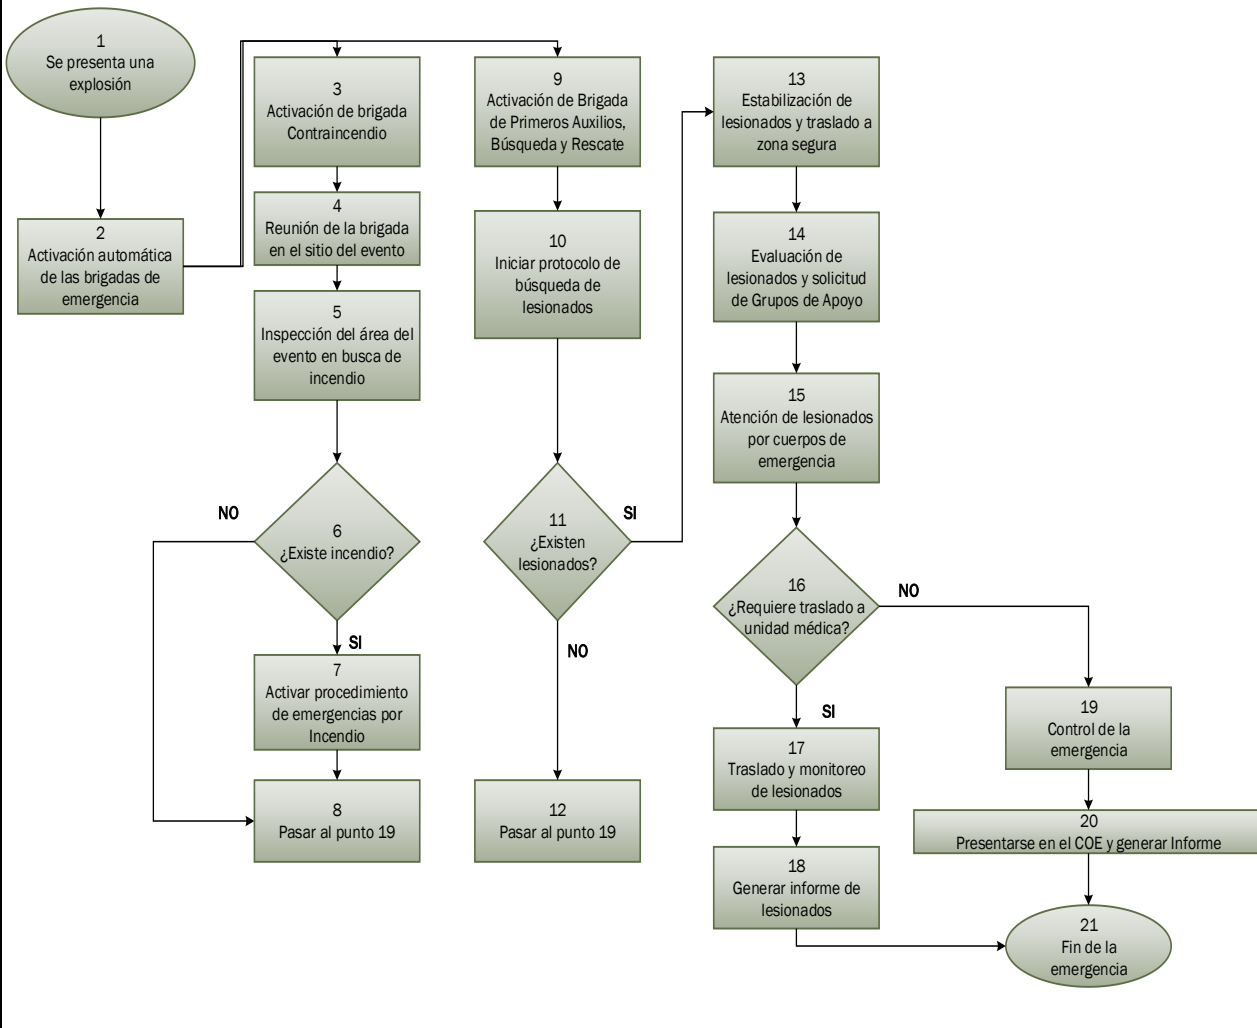 1
Se presenta una
explosión
2
Activación automática
de las brigadas de
emergencia
3
Activación de brigada
Contraincendio
4
Reunión de la brigada
en el sitio del evento
5
Inspección del área del
evento en busca de
incendio
6
¿Existe incendio?
NO
SI
7
Activar procedimiento
de emergencias por
Incendio
8
Pasar al punto 19
9
Activación de Brigada
de Primeros Auxilios,
Búsqueda y Rescate
10
Iniciar protocolo de
búsqueda de
lesionados
11
¿Existen
lesionados?
SI
NO
12
Pasar al punto 19
13
Estabilización de
lesionados y traslado a
zona segura
14
Evaluación de
lesionados y solicitud
de Grupos de Apoyo
15
Atención de lesionados
por cuerpos de
emergencia
16
¿Requiere traslado a
unidad médica?
NO
SI
17
Traslado y monitoreo
de lesionados
18
Generar informe de
lesionados
19
Control de la
emergencia
20
Presentarse en el COE y generar Informe
21
Fin de la
emergencia